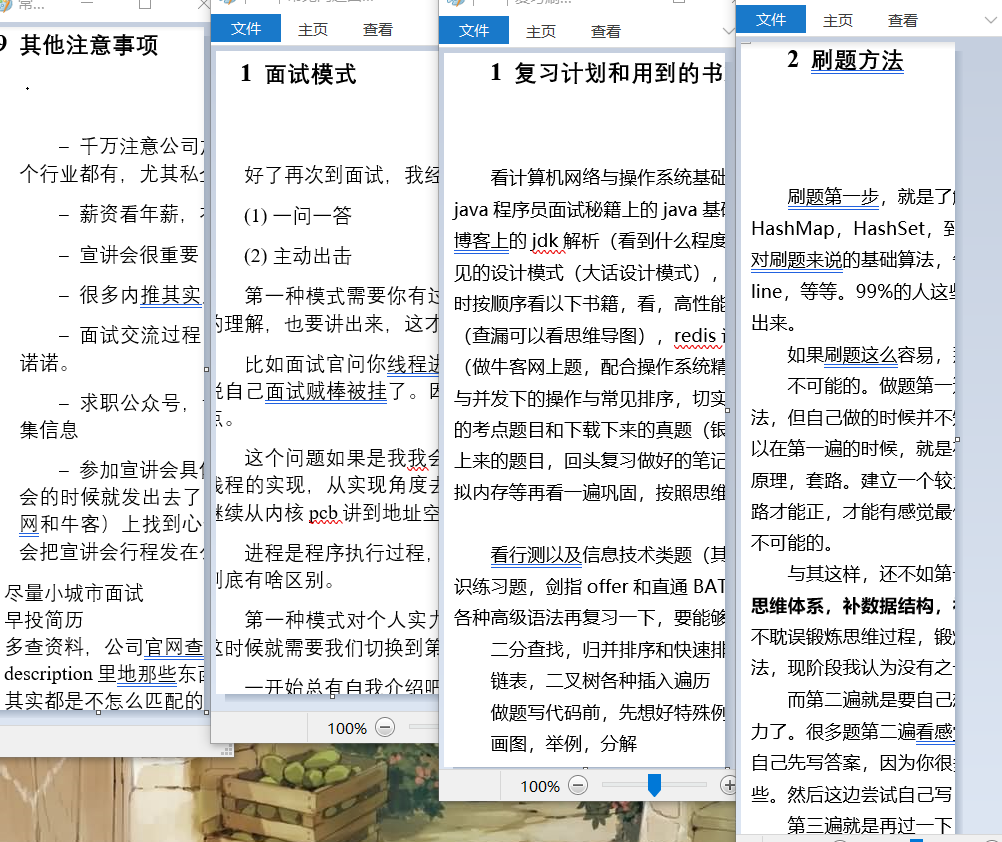 常...
9 其他注意事项
– 千万注意公司
个行业都有，尤其私
– 薪资看年薪，
– 宣讲会很重要
– 很多内推其实
– 面试交流过程
诺诺。
– 求职公众号，
集信息
– 参加宣讲会具
会的时候就发出去了
网和牛客）上找到心
会把宣讲会行程发在
尽量小城市面试
早投简历
多查资料，公司官网查
description 里地那些东
其实都是不怎么匹配的
文件 主页 查看
1 面试模式
好了再次到面试，我经
(1) 一问一答
(2) 主动出击
第一种模式需要你有过
的理解，也要讲出来，这才
比如面试官问你线程进
说自己面试贼棒被挂了。因
点。
这个问题如果是我我会
线程的实现，从实现角度去
继续从内核 pcb 讲到地址空
进程是程序执行过程，
到底有啥区别。
第一种模式对个人实力
这时候就需要我们切换到第
一开始总有自我介绍吧
100%
文件 主页 查看
1 复习计划和用到的书
看计算机网络与操作系统基础
java 程序员面试秘籍上的 java 基础
博客上的 jdk 解析（看到什么程度
见的设计模式（大话设计模式），
时按顺序看以下书籍，看，高性能
（查漏可以看思维导图），redis
（做牛客网上题，配合操作系统精
与并发下的操作与常见排序，切实
的考点题目和下载下来的真题（银
上来的题目，回头复习做好的笔记
拟内存等再看一遍巩固，按照思维
看行测以及信息技术类题（其
识练习题，剑指 offer 和直通 BAT
各种高级语法再复习一下，要能够
二分查找，归并排序和快速排
链表，二叉树各种插入遍历
做题写代码前，先想好特殊例
画图，举例，分解
100%
文件 主页 查看
2 刷题方法
刷题第一步，就是了解
HashMap，HashSet，到
对刷题来说的基础算法，
line，等等。99%的人这些
出来。
如果刷题这么容易，
不可能的。做题第一
法，但自己做的时候并不
以在第一遍的时候，就是
原理，套路。建立一个较
路才能正，才能有感觉最
不可能的。
与其这样，还不如第一
思维体系，补数据结构，
不耽误锻炼思维过程，锻
法，现阶段我认为没有之一
而第二遍就是要自己
力了。很多题第二遍看感
自己先写答案，因为你很
些。然后这边尝试自己写
第三遍就是再过一下